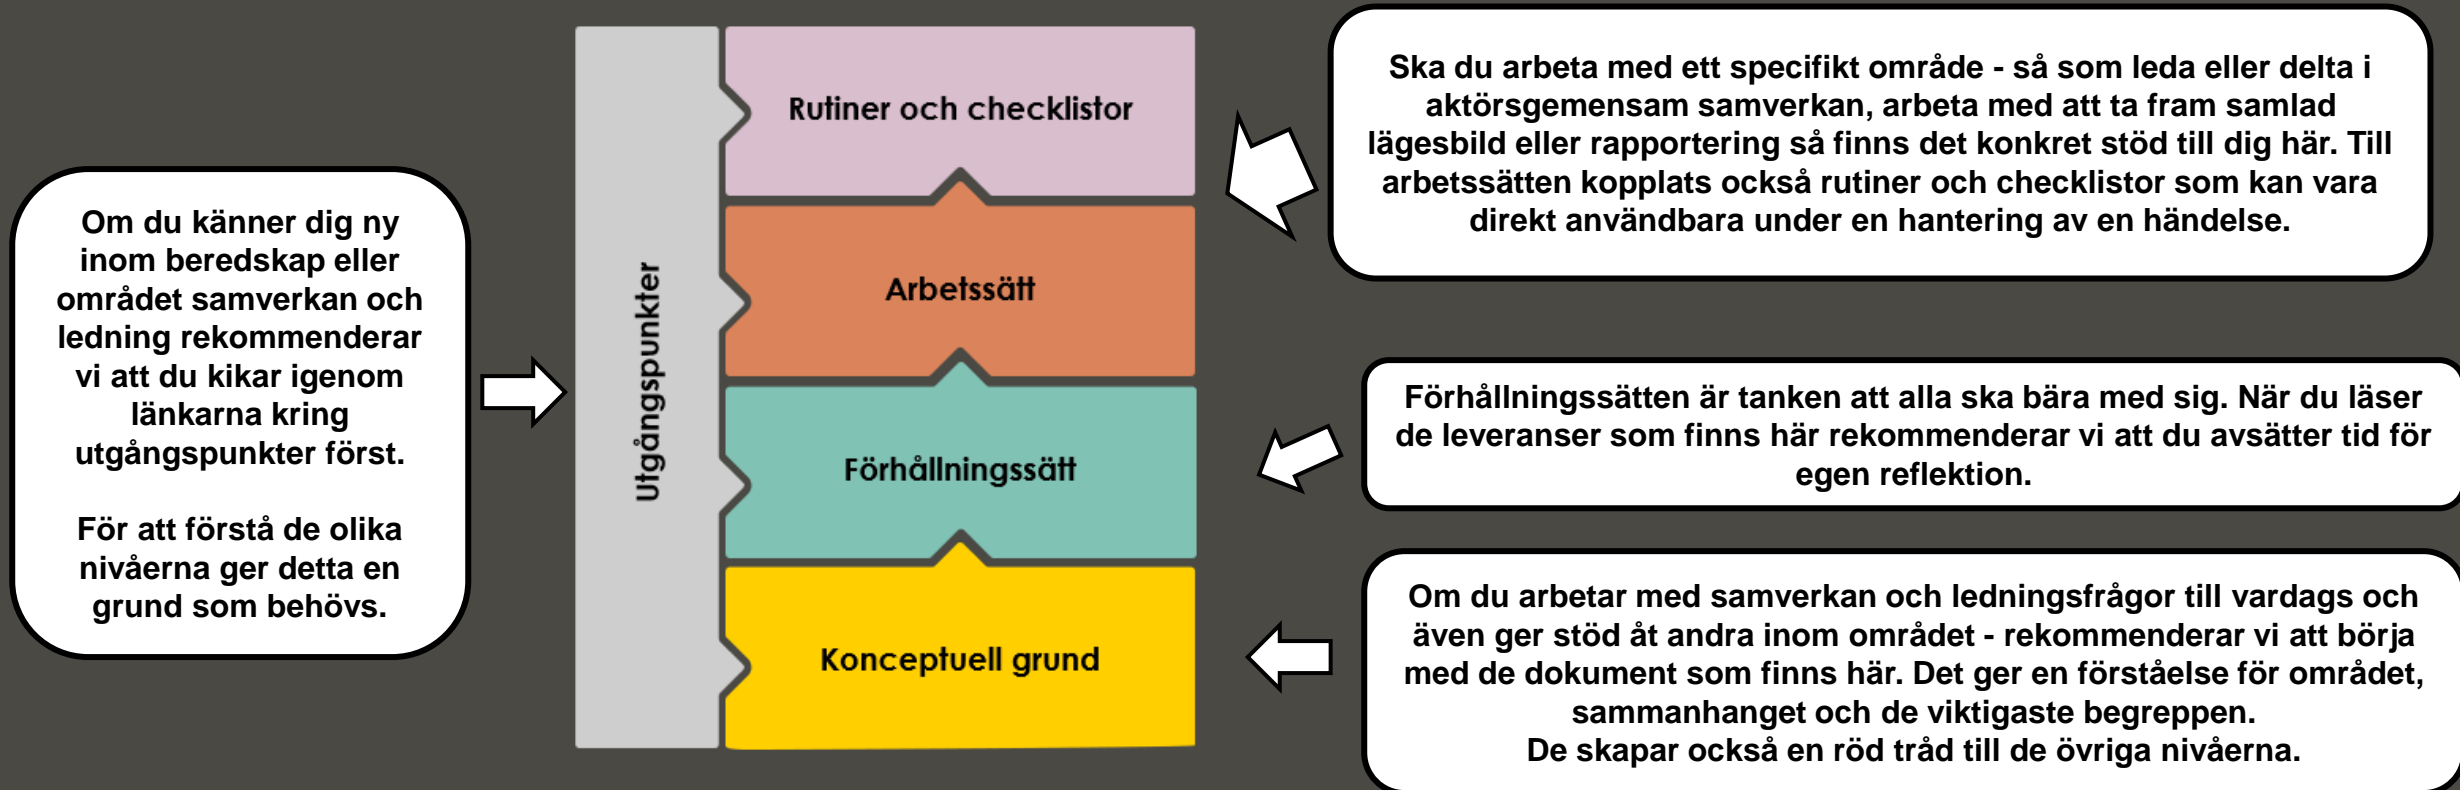 Om du känner dig ny
inom beredskap eller
området samverkan och
ledning rekommenderar
vi att du kikar igenom
länkarna kring
utgångspunkter först.
För att förstå de olika
nivåerna ger detta en
grund som behövs.
Utgångspunkter
Rutiner och checklistor
Arbetssätt
Förhållningssätt
Konceptuell grund
Ska du arbeta med ett specifikt område - så som leda eller delta i
aktörsgemensam samverkan, arbeta med att ta fram samlad
lägesbild eller rapportering så finns det konkret stöd till dig här. Till
arbetssätten kopplats också rutiner och checklistor som kan vara
direkt användbara under en hantering av en händelse.
Förhållningssätten är tanken att alla ska bära med sig. När du läser
de leveranser som finns här rekommenderar vi att du avsätter tid för
egen reflektion.
Om du arbetar med samverkan och ledningsfrågor till vardags och
även ger stöd åt andra inom området - rekommenderar vi att börja
med de dokument som finns här. Det ger en förståelse för området,
sammanhanget och de viktigaste begreppen.
De skapar också en röd tråd till de övriga nivåerna.